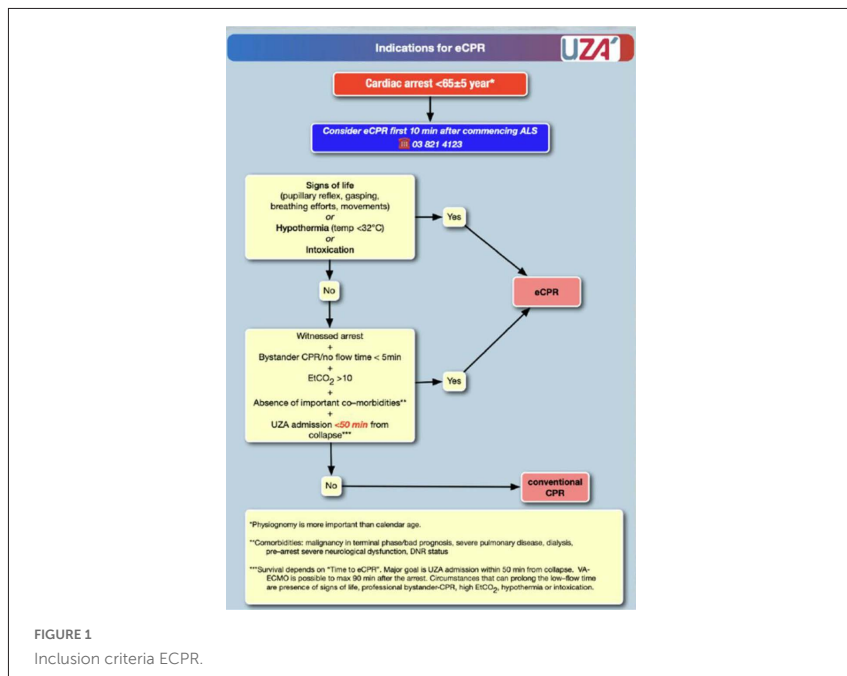 Indications for eCPR
UZA
Cardiac arrest <65±5 year*
Consider eCPR first 10 min after commencing ALS
☎ 03 821 4123
Signs of life
(pupillary reflex, gasping,
breathing efforts, movements)
or
Hypothermia (temp <32°C)
or
Intoxication
Yes
No
eCPR
Witnessed arrest
+
Bystander CPR/no flow time < 5min
+
EtCO₂ >10
+
Absence of important co-morbidities**
+
UZA admission <50 min from
collapse***
Yes
No
conventional
CPR
*Physiognomy is more important than calendar age.
**Comorbidities: malignancy in terminal phase/bad prognosis, severe pulmonary disease, dialysis,
pre-arrest severe neurological dysfunction, DNR status
***Survival depends on "Time to eCPR", Major goal is UZA admission within 50 min from collapse. VA-
ECMO is possible to max 90 min after the arrest. Circumstances that can prolong the low-flow time
are presence of signs of life, professional bystander-CPR, high EtCO₂, hypothermia or intoxication.
FIGURE 1
Inclusion criteria ECPR.